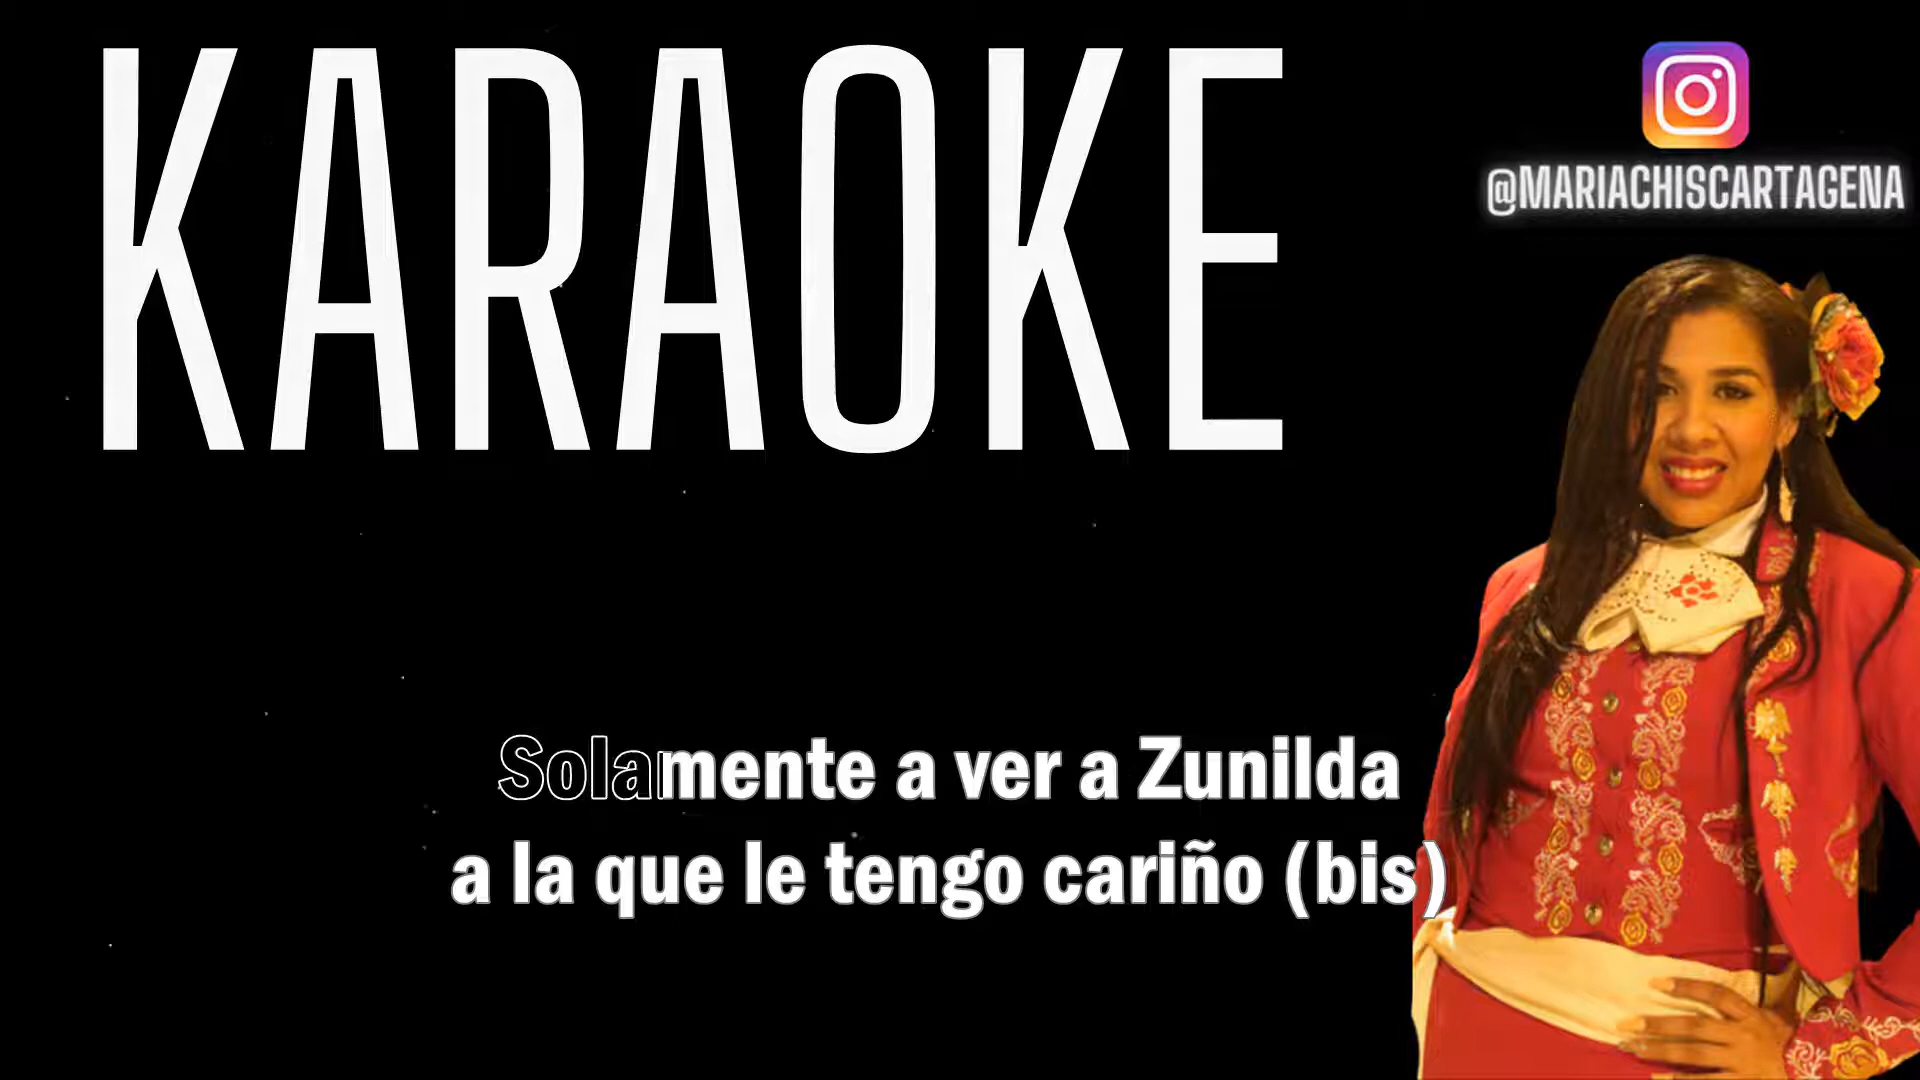 KARAOKE
@MARIACHISCARTAGENA
Solamente a ver a Zunilda
a la que le tengo cariño (bis)